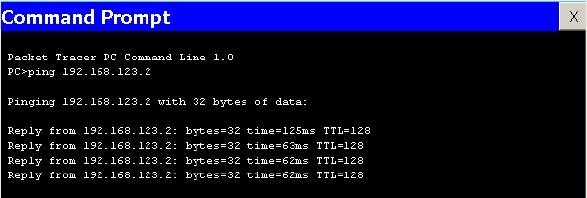 Command Prompt
X
Packet Tracer PC Command Line 1.0
PC>ping 192.168.123.2
Pinging 192.168.123.2 with 32 bytes of data:
Reply from 192.168.123.2: bytes=32 time=125ms TTL=128
Reply from 192.168.123.2: bytes=32 time=63ms TTL=128
Reply from 192.168.123.2: bytes=32 time=62ms TTL=128
Reply from 192.168.123.2: bytes=32 time=62ms TTL=128